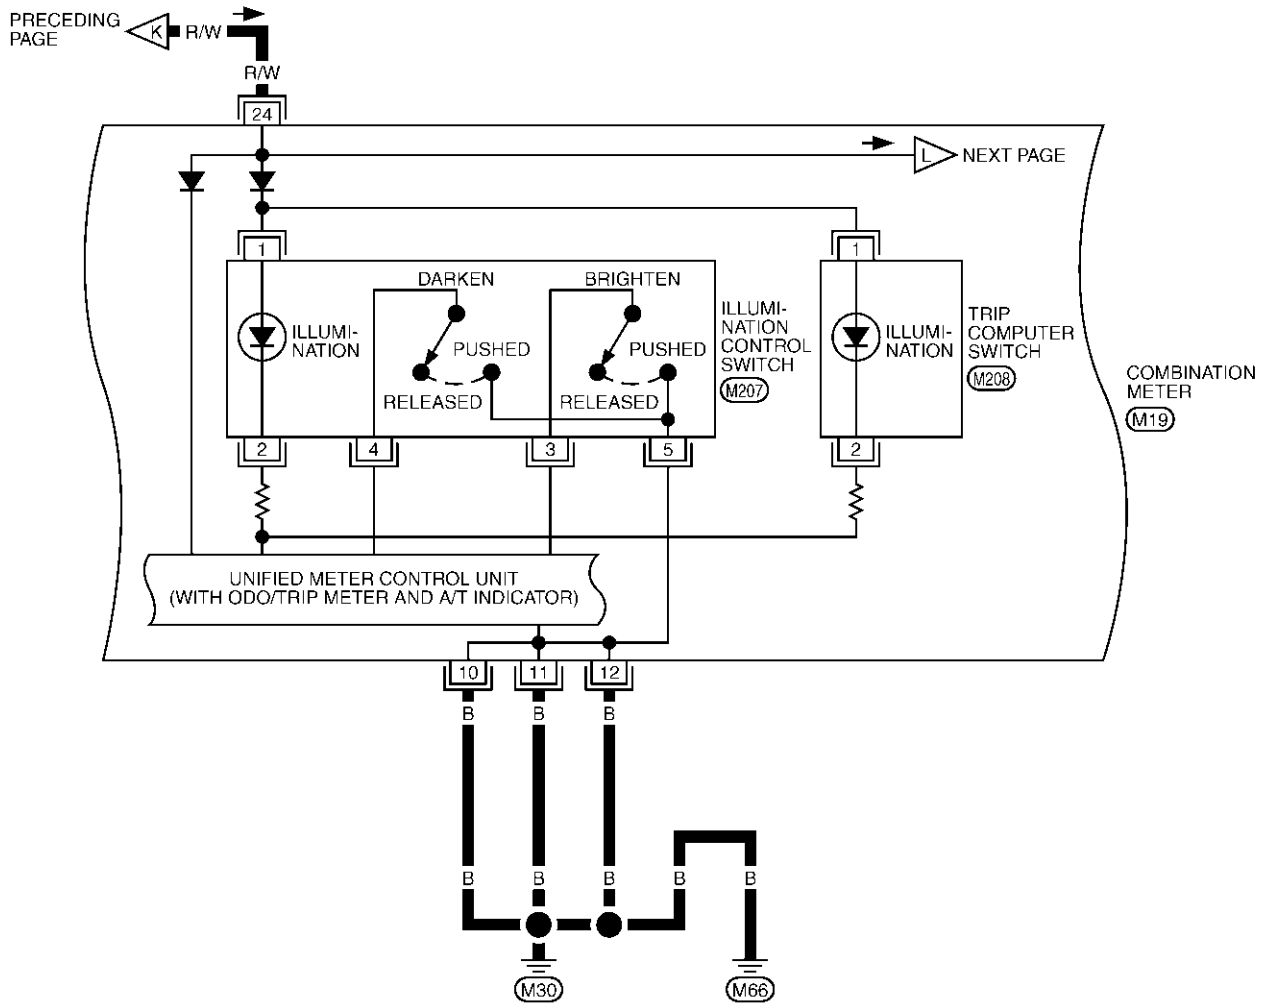 PRECEDING
PAGE
K
R/W
R/W
24
L
NEXT PAGE
1
1
DARKEN
BRIGHTEN
ILLUMI-
NATION
PUSHED
RELEASED
PUSHED
RELEASED
ILLUMI-
NATION
CONTROL
SWITCH
M207
ILLUMI-
NATION
TRIP
COMPUTER
SWITCH
M208
COMBINATION
METER
M19
2
4
3
5
2
UNIFIED METER CONTROL UNIT
(WITH ODO/TRIP METER AND A/T INDICATOR)
10
11
12
B
B
B
B
B
B
B
B
M30
M66